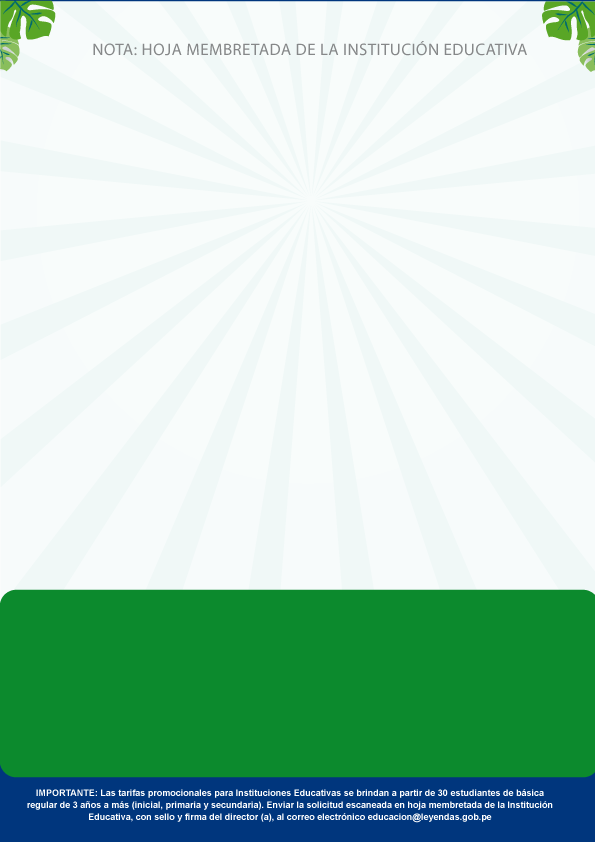 NOTA: HOJA MEMBRETADA DE LA INSTITUCIÓN EDUCATIVA
IMPORTANTE: Las tarifas promocionales para Instituciones Educativas se brindan a partir de 30 estudiantes de básica
regular de 3 años a más (inicial, primaria y secundaria). Enviar la solicitud escaneada en hoja membretada de la Institución
Educativa, con sello y firma del director (a), al correo electrónico educacion@leyendas.gob.pe